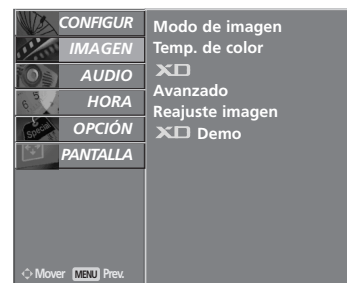 CONFIGUR
IMAGEN
AUDIO
HORA
OPCIÓN
PANTALLA
Mover MENU Prev.
Modo de imagen
Temp. de color
XD
Avanzado
Reajuste imagen
XD Demo